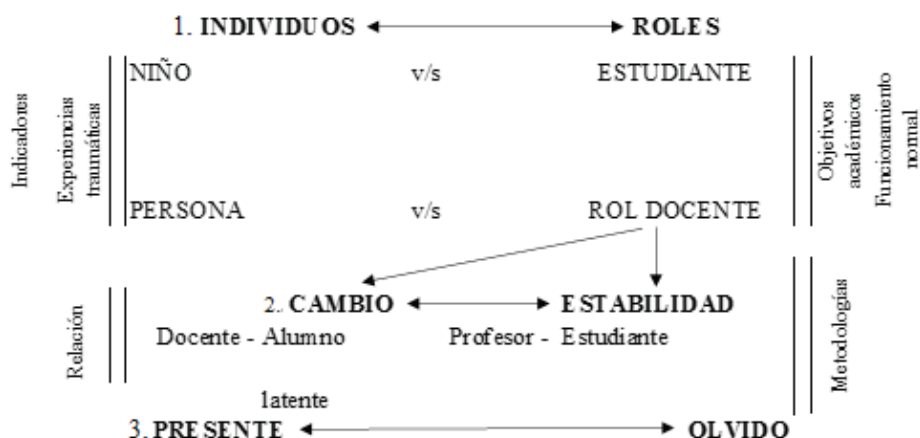 1. INDIVIDUOS ROLES
Indicadores
Experiencias
traumáticas
NIÑO v/s ESTUDIANTE
PERSONA v/s ROL DOCENTE
Objetivos
académicos
Funcionamiento
normal
Relación
2. CAMBIO ESTABILIDAD
Docente - Alumno Profesor - Estudiante
Metodologías
latente
3. PRESENTE OLVIDO